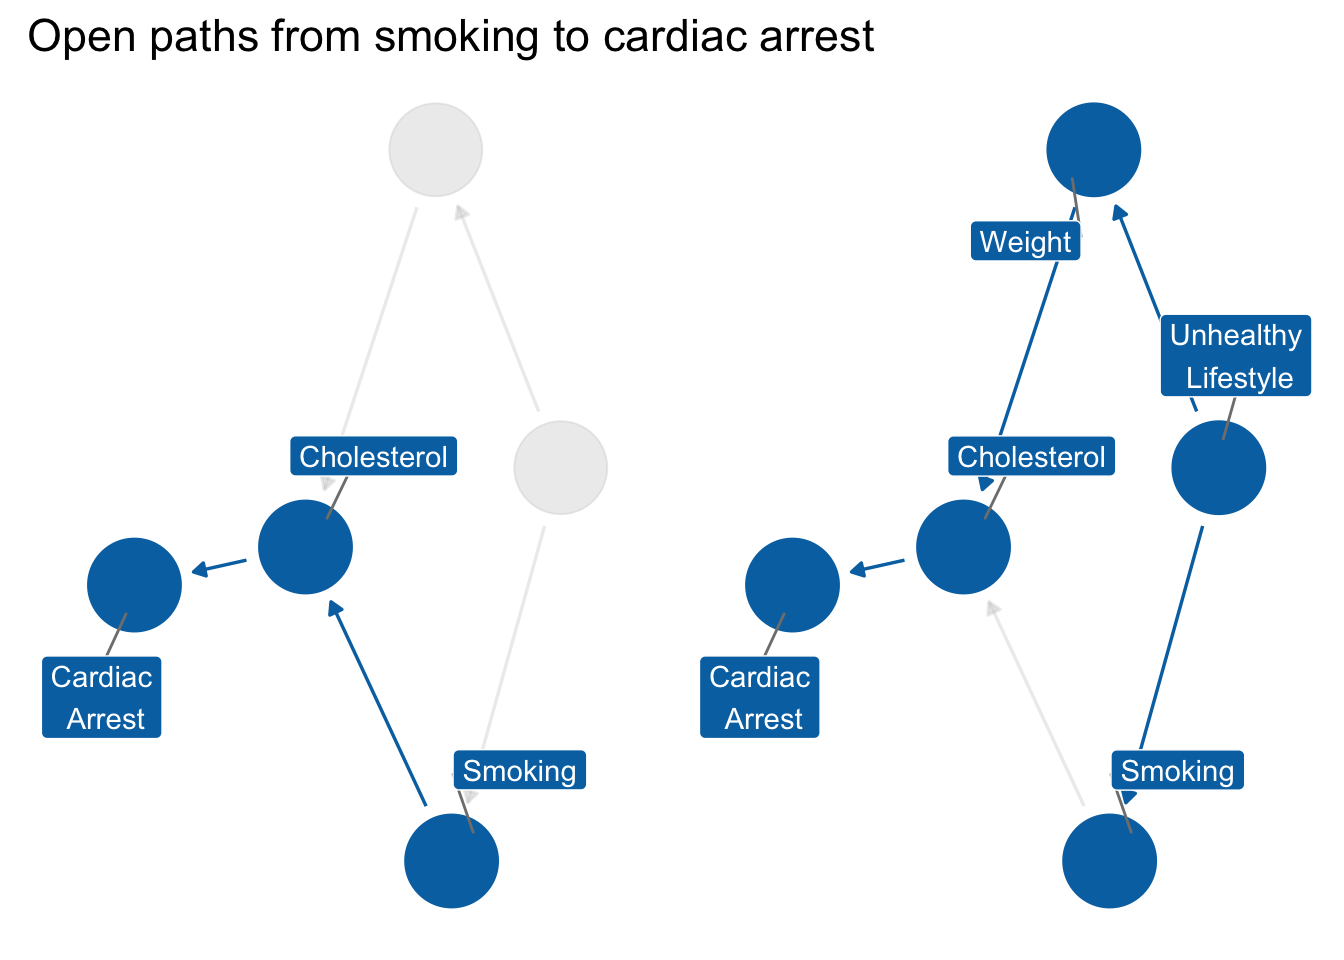 Open paths from smoking to cardiac arrest
Cholesterol
Cardiac
Arrest
Smoking
Weight
Unhealthy
Lifestyle
Cholesterol
Cardiac
Arrest
Smoking